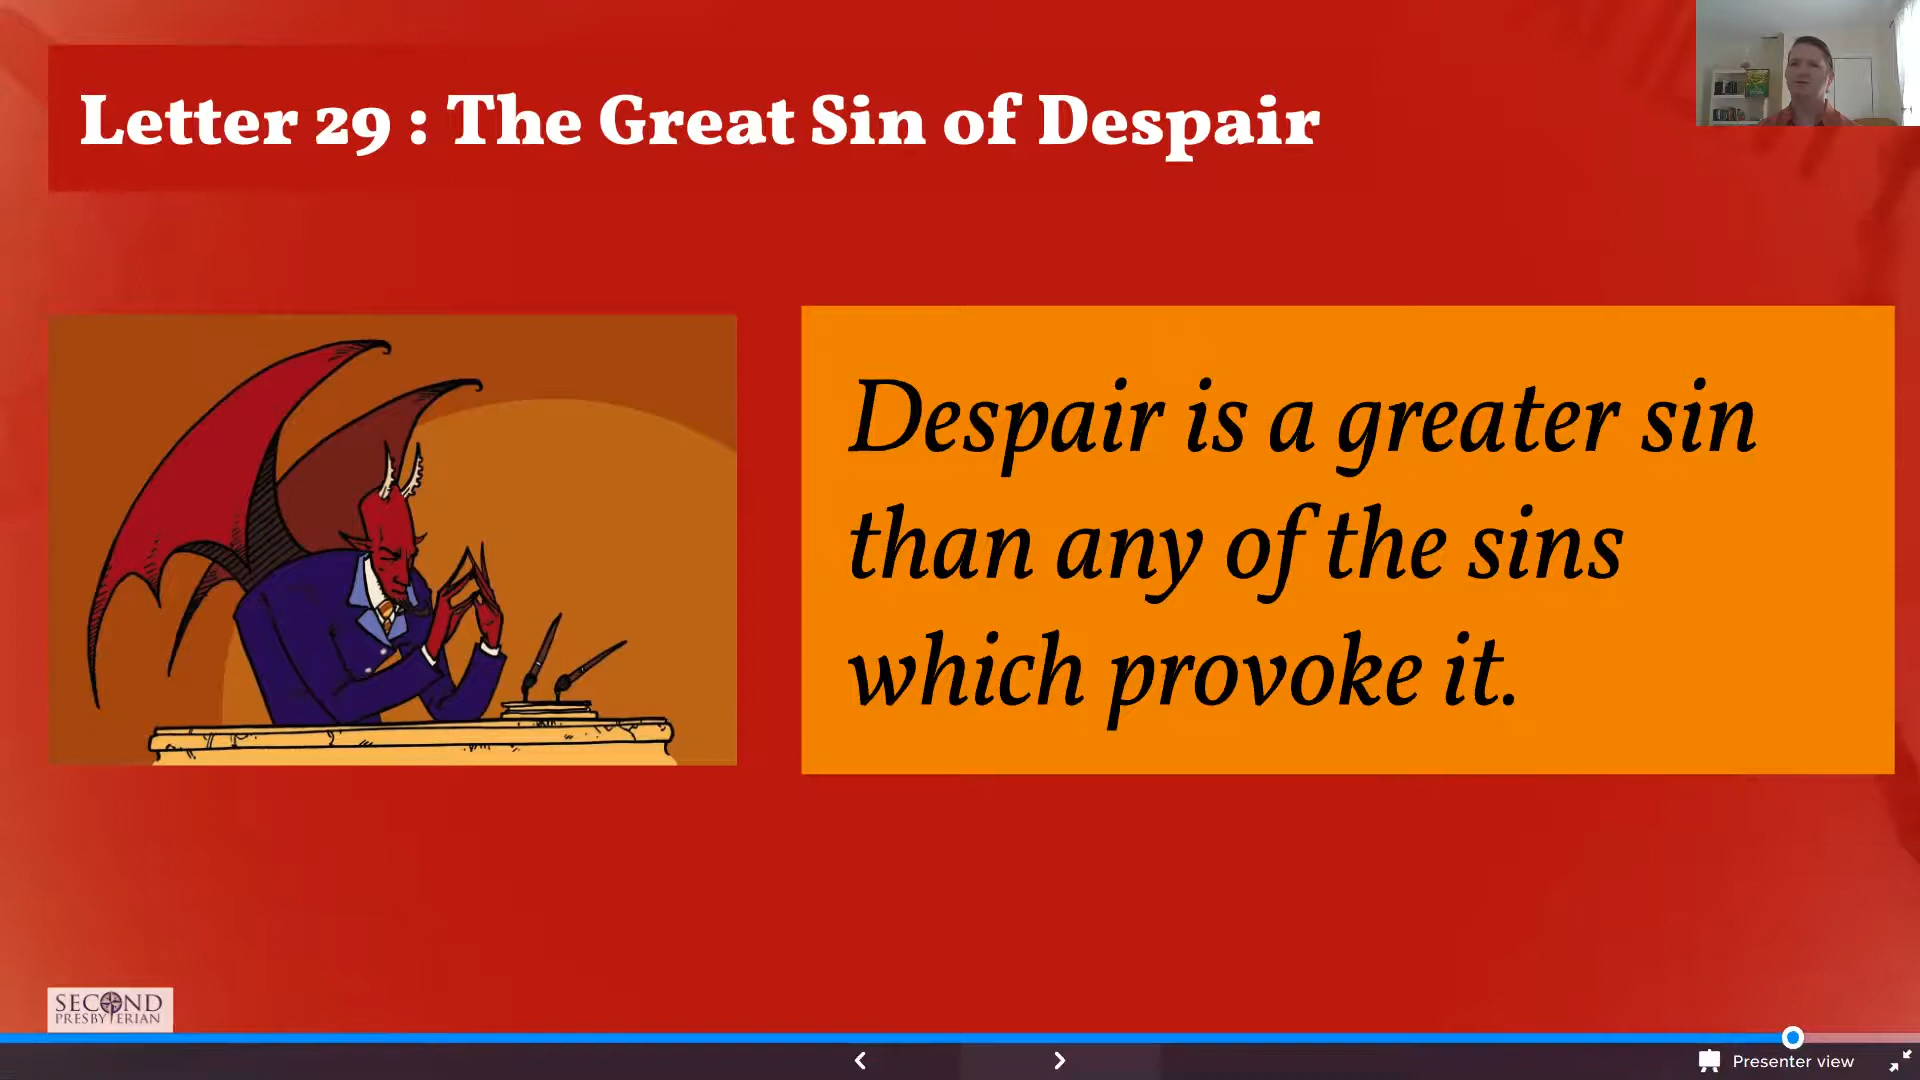 Letter 29 : The Great Sin of Despair
Despair is a greater sin
than any of the sins
which provoke it.
SECOND
PRESBYTERIAN
Presenter view